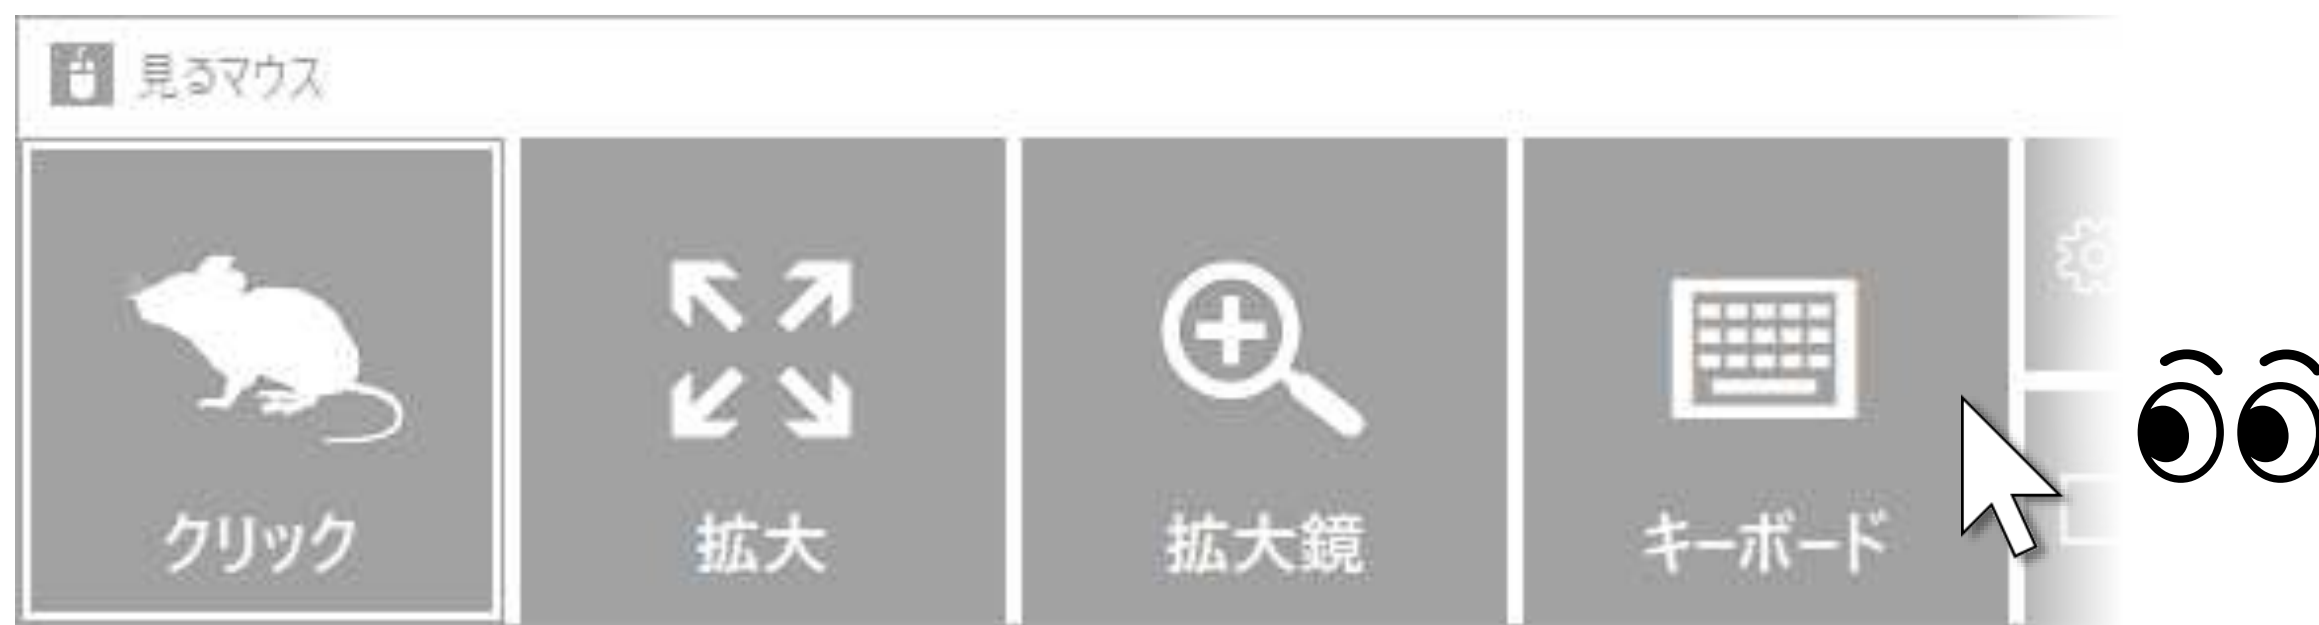 見るマウス
クリック
拡大
拡大鏡
キーボード